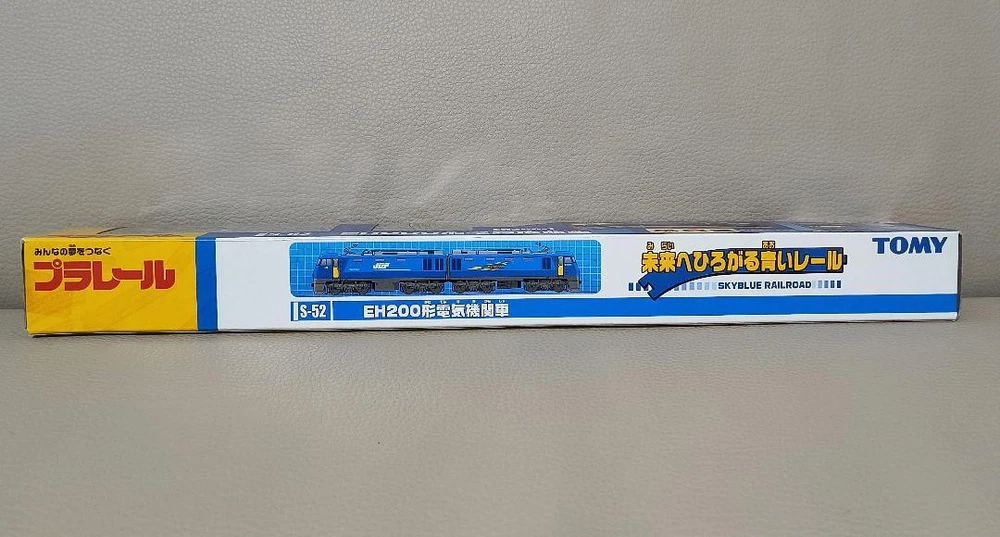 みんなの夢をつなぐ
プラレール
S-52
EH200形電気機関車
未来へひろがる青いレール
SKYBLUE RAILROAD
TOMY